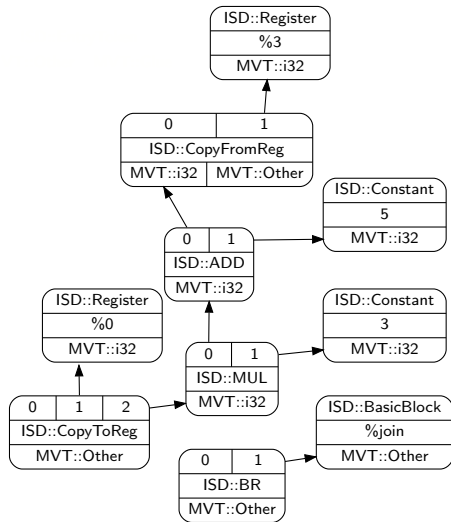 ISD::Register
%3
MVT::i32
0 1
ISD::CopyFromReg
MVT::i32 MVT::Other
ISD::Constant
5
MVT::i32
0 1
ISD::ADD
MVT::i32
ISD::Register
%0
MVT::i32
ISD::Constant
3
MVT::i32
0 1
ISD::MUL
MVT::i32
0 1 2
ISD::CopyToReg
MVT::Other
ISD::BasicBlock
%join
MVT::Other
0 1
ISD::BR
MVT::Other